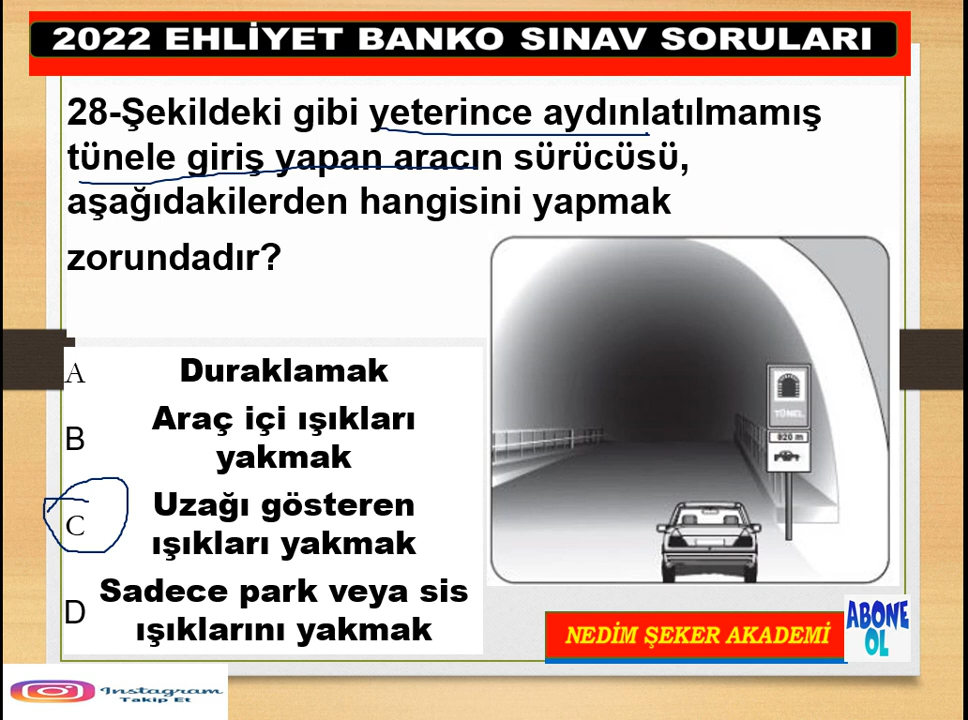 2022 EHLİYET BANKO SINAV SORULARI
28-Şekildeki gibi yeterince aydınlatılmamış
tünele giriş yapan aracın sürücüsü,
aşağıdakilerden hangisini yapmak
zorundadır?
A Duraklamak
B Araç içi ışıkları
yakmak
C Uzağı gösteren
ışıkları yakmak
D Sadece park veya sis
ışıklarını yakmak
TÜNEL
820 m
NEDİM ŞEKER AKADEMİ
ABONE
OL
Instagram
Takip Et